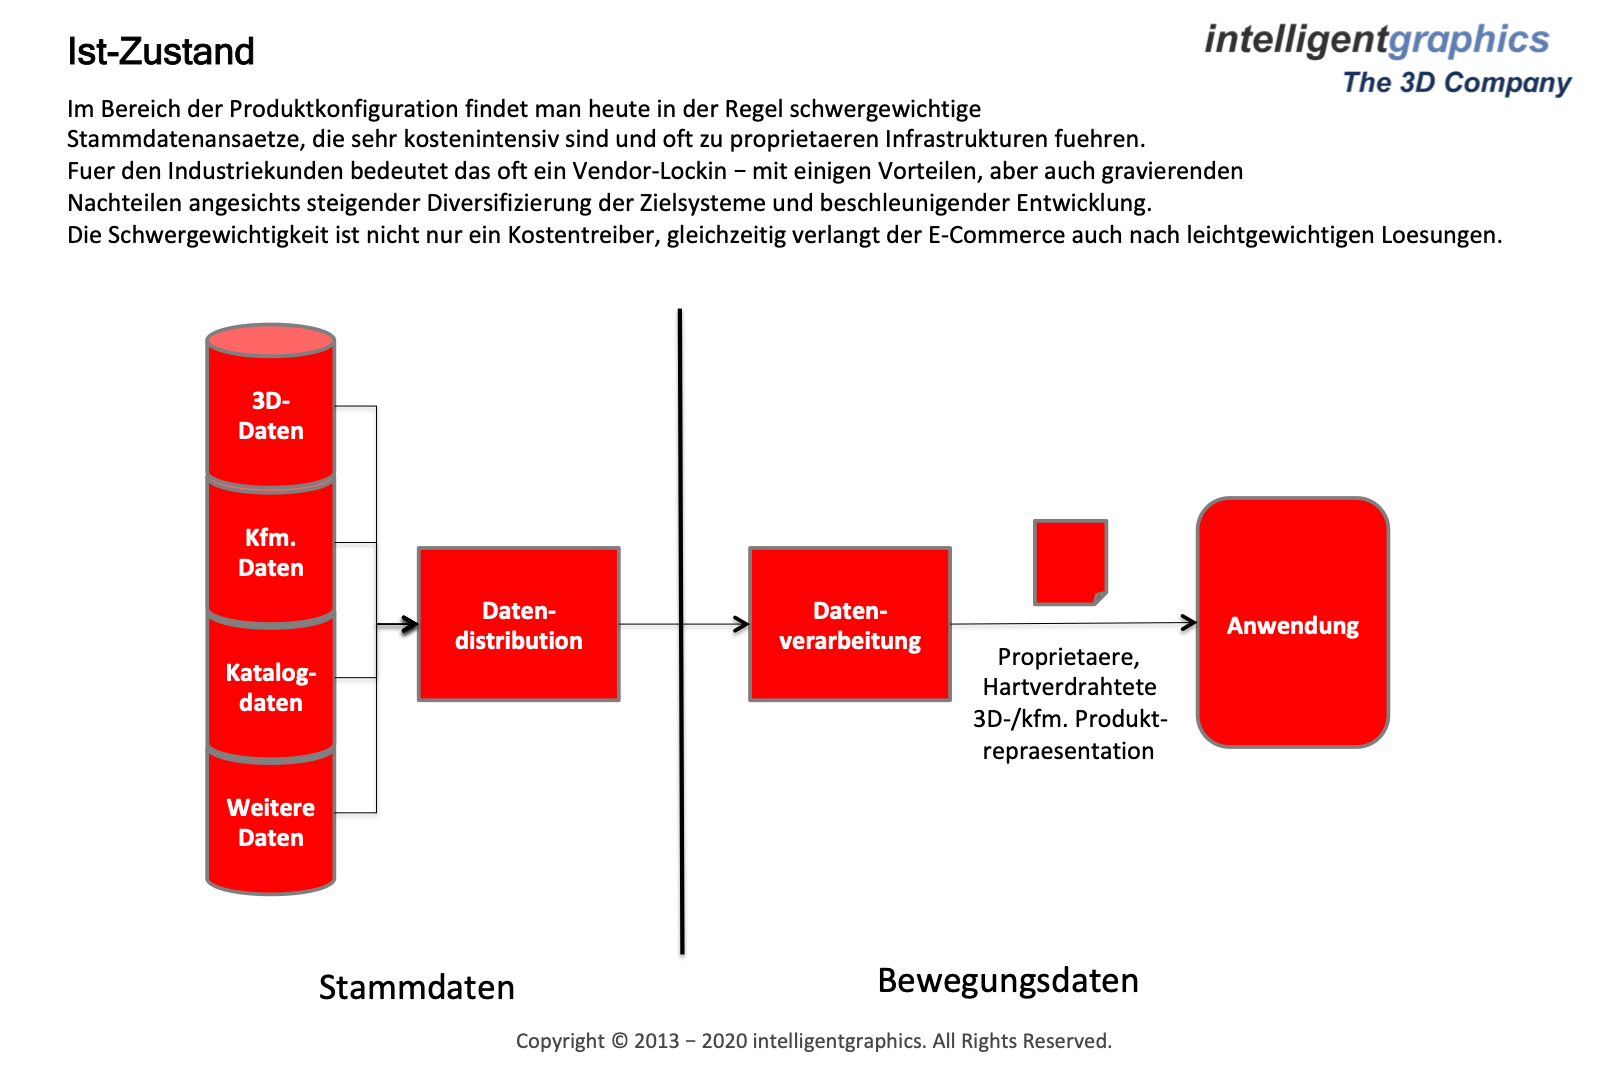 Ist-Zustand
intelligentgraphics
The 3D Company
Im Bereich der Produktkonfiguration findet man heute in der Regel schwergewichtige
Stammdatenansaetze, die sehr kostenintensiv sind und oft zu proprietaeren Infrastrukturen fuehren.
Fuer den Industriekunden bedeutet das oft ein Vendor-Lockin – mit einigen Vorteilen, aber auch gravierenden
Nachteilen angesichts steigender Diversifizierung der Zielsysteme und beschleunigender Entwicklung.
Die Schwergewichtigkeit ist nicht nur ein Kostentreiber, gleichzeitig verlangt der E-Commerce auch nach leichtgewichtigen Loesungen.
3D-
Daten
Kfm.
Daten
Katalog-
daten
Weitere
Daten
Daten-
distribution
Daten-
verarbeitung
Proprietaere,
Hartverdrahtete
3D-/kfm. Produkt-
repraesentation
Anwendung
Stammdaten
Bewegungsdaten
Copyright © 2013 – 2020 intelligentgraphics. All Rights Reserved.